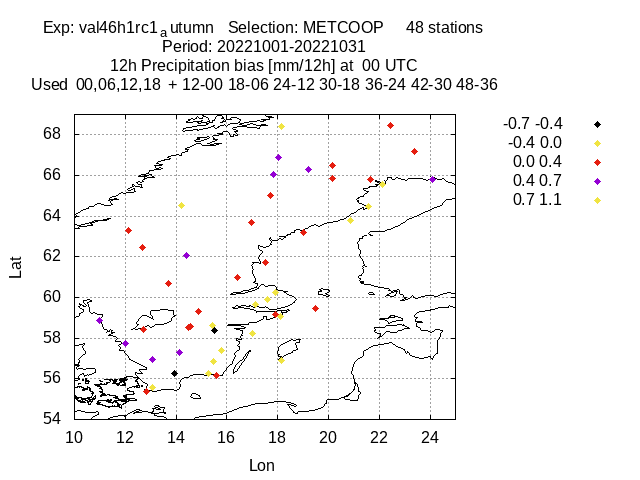 Exp: val46h1rc1autumn   Selection: METCOOP     48 stations
Period: 20221001-20221031
12h Precipitation bias [mm/12h] at  00 UTC
Used  00,06,12,18  + 12-00 18-06 24-12 30-18 36-24 42-30 48-36
-0.7 -0.4
-0.4 0.0
0.0 0.4
0.4 0.7
0.7 1.1
68
66
64
62
60
58
56
54
Lat
10 12 14 16 18 20 22 24
Lon